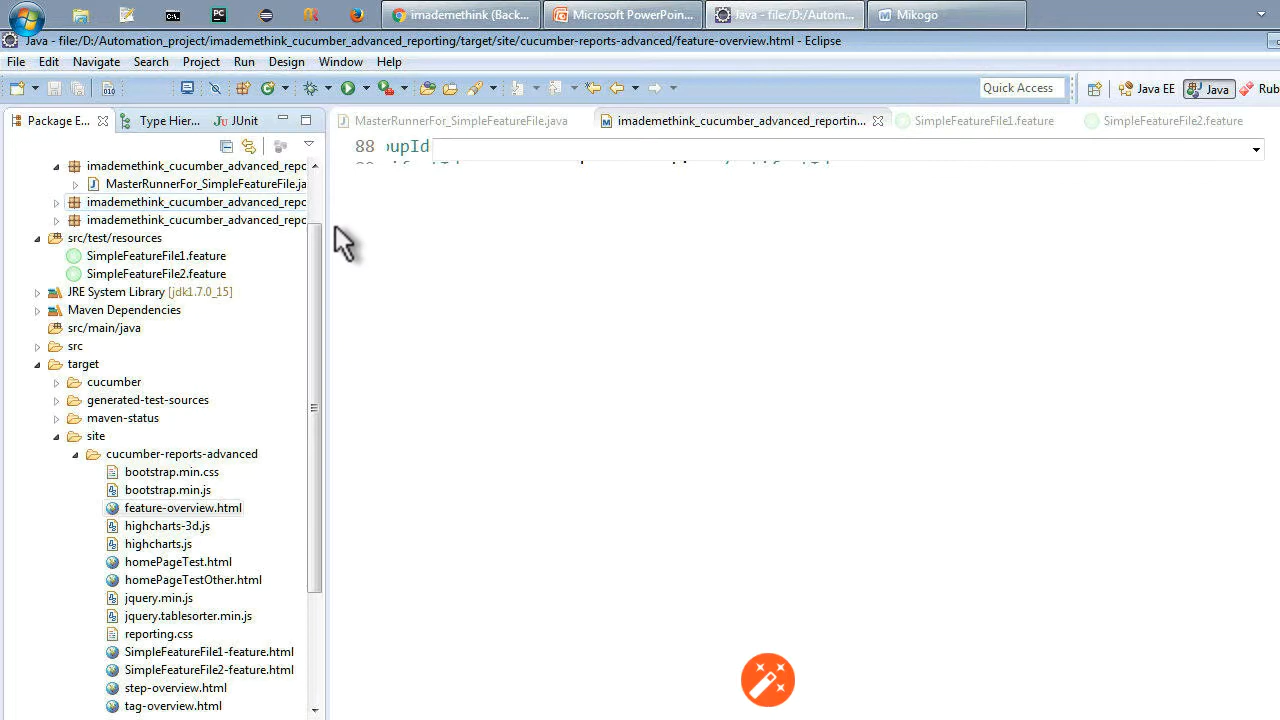 imademethink (Back...
Microsoft PowerPoin...
Java - file:/D:/Autom...
Mikogo
Java - file:/D:/Automation_project/imademethink_cucumber_advanced_reporting/target/site/cucumber-reports-advanced/feature-overview.html - Eclipse
File Edit Navigate Search Project Run Design Window Help
Quick Access
Java EE
Java
Rub
Package E...
Type Hier...
JUnit
MasterRunnerFor_SimpleFeatureFile.java
imademethink_cucumber_advanced_reportin...
SimpleFeatureFile1.feature
SimpleFeatureFile2.feature
88 oupId
imademethink_cucumber_advanced_repo
MasterRunnerFor_SimpleFeatureFile.ja
imademethink_cucumber_advanced_repo
imademethink_cucumber_advanced_repo
src/test/resources
SimpleFeatureFile1.feature
SimpleFeatureFile2.feature
JRE System Library [jdk1.7.0_15]
Maven Dependencies
src/main/java
src
target
cucumber
generated-test-sources
maven-status
site
cucumber-reports-advanced
bootstrap.min.css
bootstrap.min.js
feature-overview.html
highcharts-3d.js
highcharts.js
homePageTest.html
homePageTestOther.html
jquery.min.js
jquery.tablesorter.min.js
reporting.css
SimpleFeatureFile1-feature.html
SimpleFeatureFile2-feature.html
step-overview.html
tag-overview.html